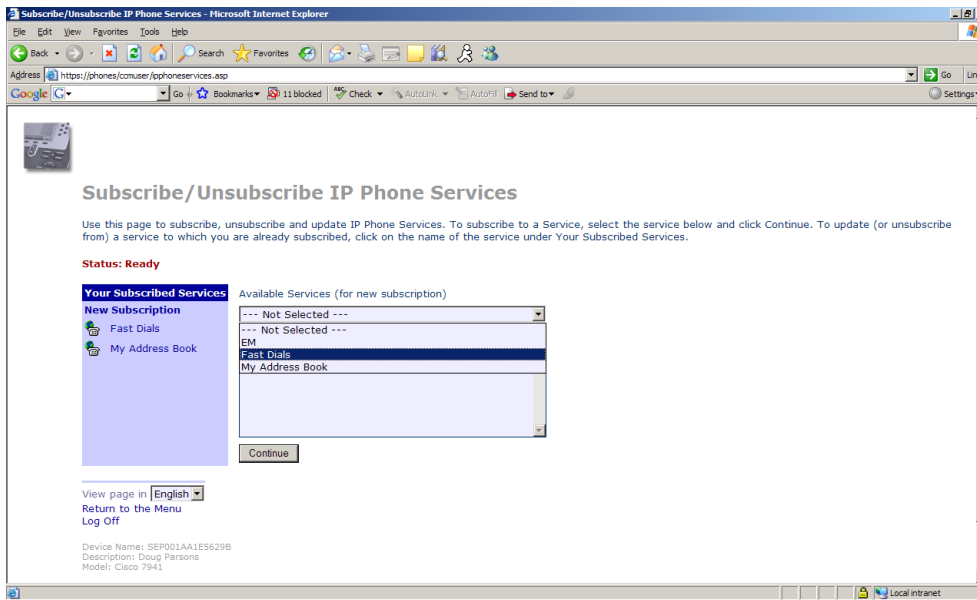 Subscribe/Unsubscribe IP Phone Services - Microsoft Internet Explorer
File Edit View Favorites Tools Help
Back Search Favorites
Address https://phones/ccmuser/ipphoneservices.asp Go Lin
Google G Go Bookmarks 11 blocked ABC Check AutoLink AutoFill Send to Settings
Subscribe/Unsubscribe IP Phone Services
Use this page to subscribe, unsubscribe and update IP Phone Services. To subscribe to a Service, select the service below and click Continue. To update (or unsubscribe
from) a service to which you are already subscribed, click on the name of the service under Your Subscribed Services.
Status: Ready
Your Subscribed Services Available Services (for new subscription)
New Subscription
--- Not Selected ---
Fast Dials
My Address Book
--- Not Selected ---
EM
Fast Dials
My Address Book
Continue
View page in English
Return to the Menu
Log Off
Device Name: SEP001AA1E5629B
Description: Doug Parsons
Model: Cisco 7941
Local intranet